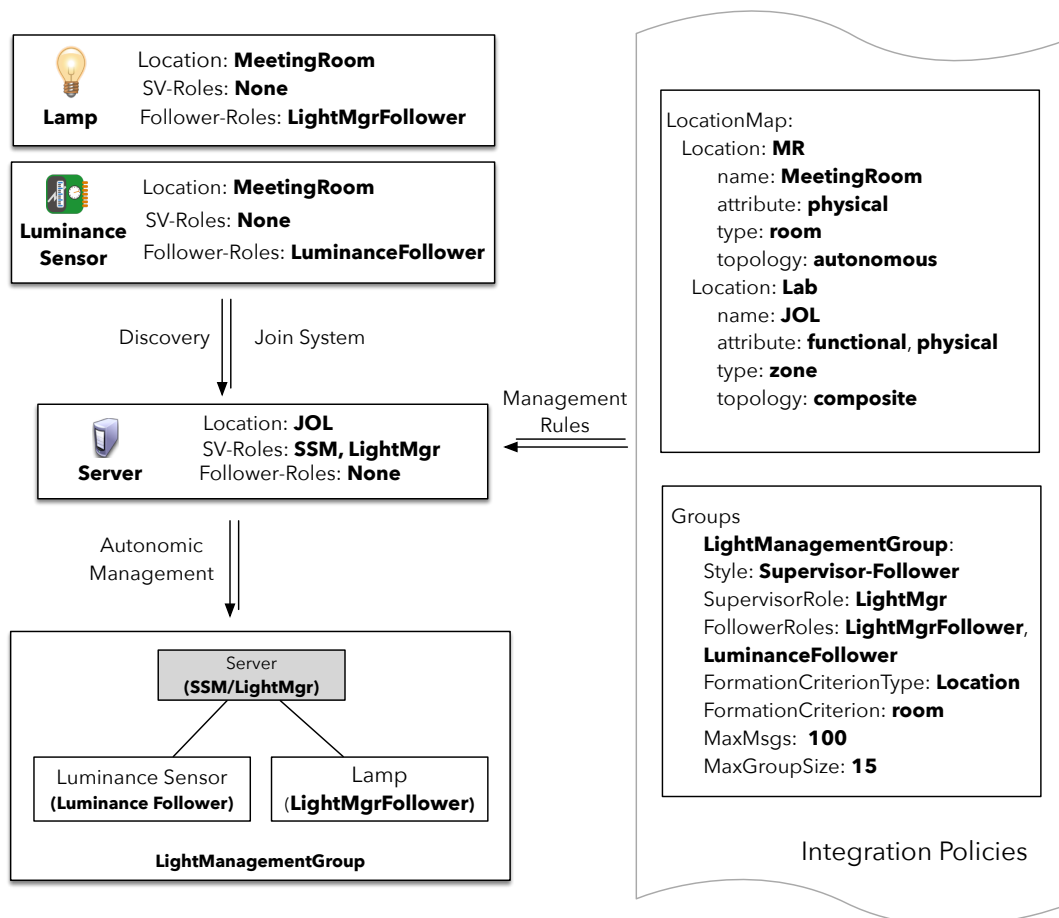 Location: MeetingRoom
SV-Roles: None
Lamp
Follower-Roles: LightMgrFollower
Location: MeetingRoom
SV-Roles: None
Luminance
Sensor
Follower-Roles: LuminanceFollower
Discovery
Join System
Location: JOL
SV-Roles: SSM, LightMgr
Server
Follower-Roles: None
Management
Rules
Autonomic
Management
Server
(SSM/LightMgr)
Luminance Sensor
(Luminance Follower)
Lamp
(LightMgrFollower)
LightManagementGroup
LocationMap:
Location: MR
name: MeetingRoom
attribute: physical
type: room
topology: autonomous
Location: Lab
name: JOL
attribute: functional, physical
type: zone
topology: composite
Groups
LightManagementGroup:
Style: Supervisor-Follower
SupervisorRole: LightMgr
FollowerRoles: LightMgrFollower,
LuminanceFollower
FormationCriterionType: Location
FormationCriterion: room
MaxMsgs: 100
MaxGroupSize: 15
Integration Policies